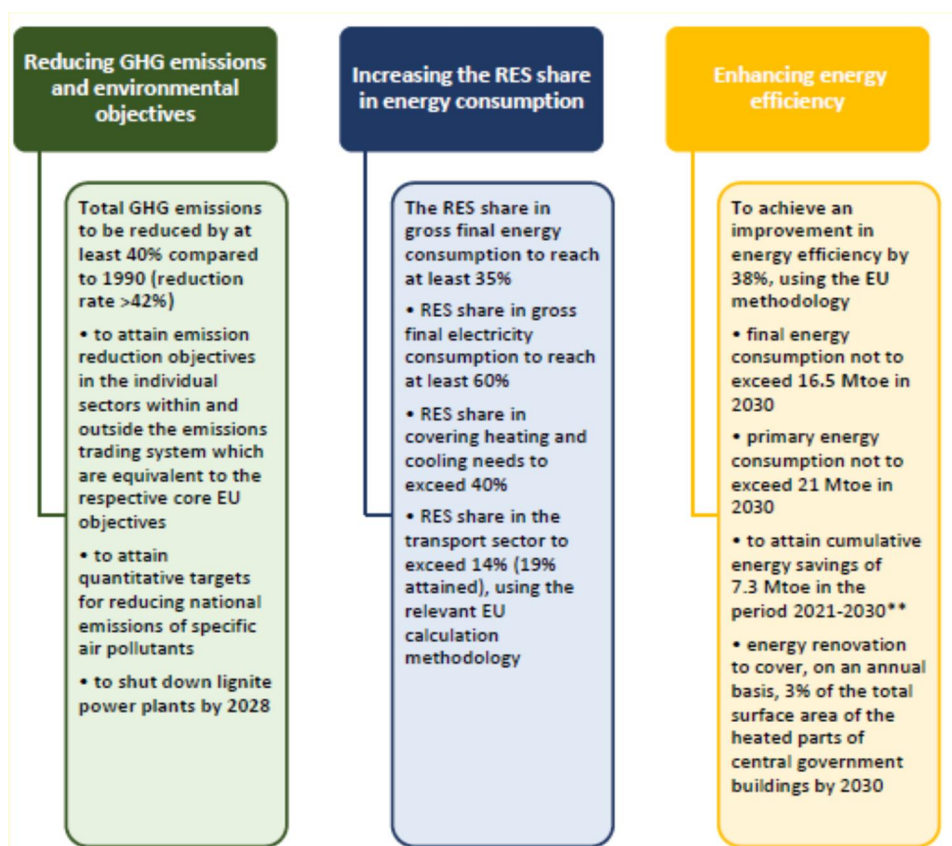 Reducing GHG emissions
and environmental
objectives
Total GHG emissions
to be reduced by at
least 40% compared
to 1990 (reduction
rate >42%)
• to attain emission
reduction objectives
in the individual
sectors within and
outside the emissions
trading system which
are equivalent to the
respective core EU
objectives
• to attain
quantitative targets
for reducing national
emissions of specific
air pollutants
• to shut down lignite
power plants by 2028
Increasing the RES share
in energy consumption
The RES share in
gross final energy
consumption to reach
at least 35%
• RES share in gross
final electricity
consumption to reach
at least 60%
• RES share in
covering heating and
cooling needs to
exceed 40%
• RES share in the
transport sector to
exceed 14% (19%
attained), using the
relevant EU
calculation
methodology
Enhancing energy
efficiency
To achieve an
improvement in
energy efficiency by
38%, using the EU
methodology
• final energy
consumption not to
exceed 16.5 Mtoe in
2030
• primary energy
consumption not to
exceed 21 Mtoe in
2030
• to attain cumulative
energy savings of
7.3 Mtoe in the
period 2021-2030**
• energy renovation
to cover, on an annual
basis, 3% of the total
surface area of the
heated parts of
central government
buildings by 2030